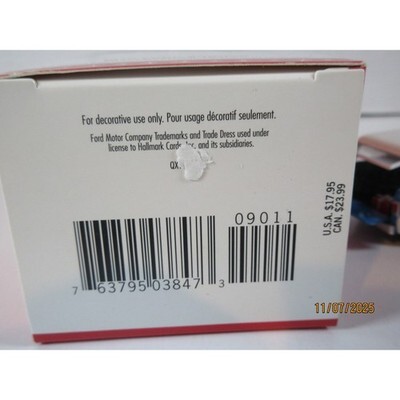 For decorative use only. Pour usage décoratif seulement.
Ford Motor Company Trademarks and Trade Dress used under
license to Hallmark Cards, Inc. and its subsidiaries.
U.S.A. $17.95
CAN. $23.99
09011
7 63795 03847 3
11/07/2025